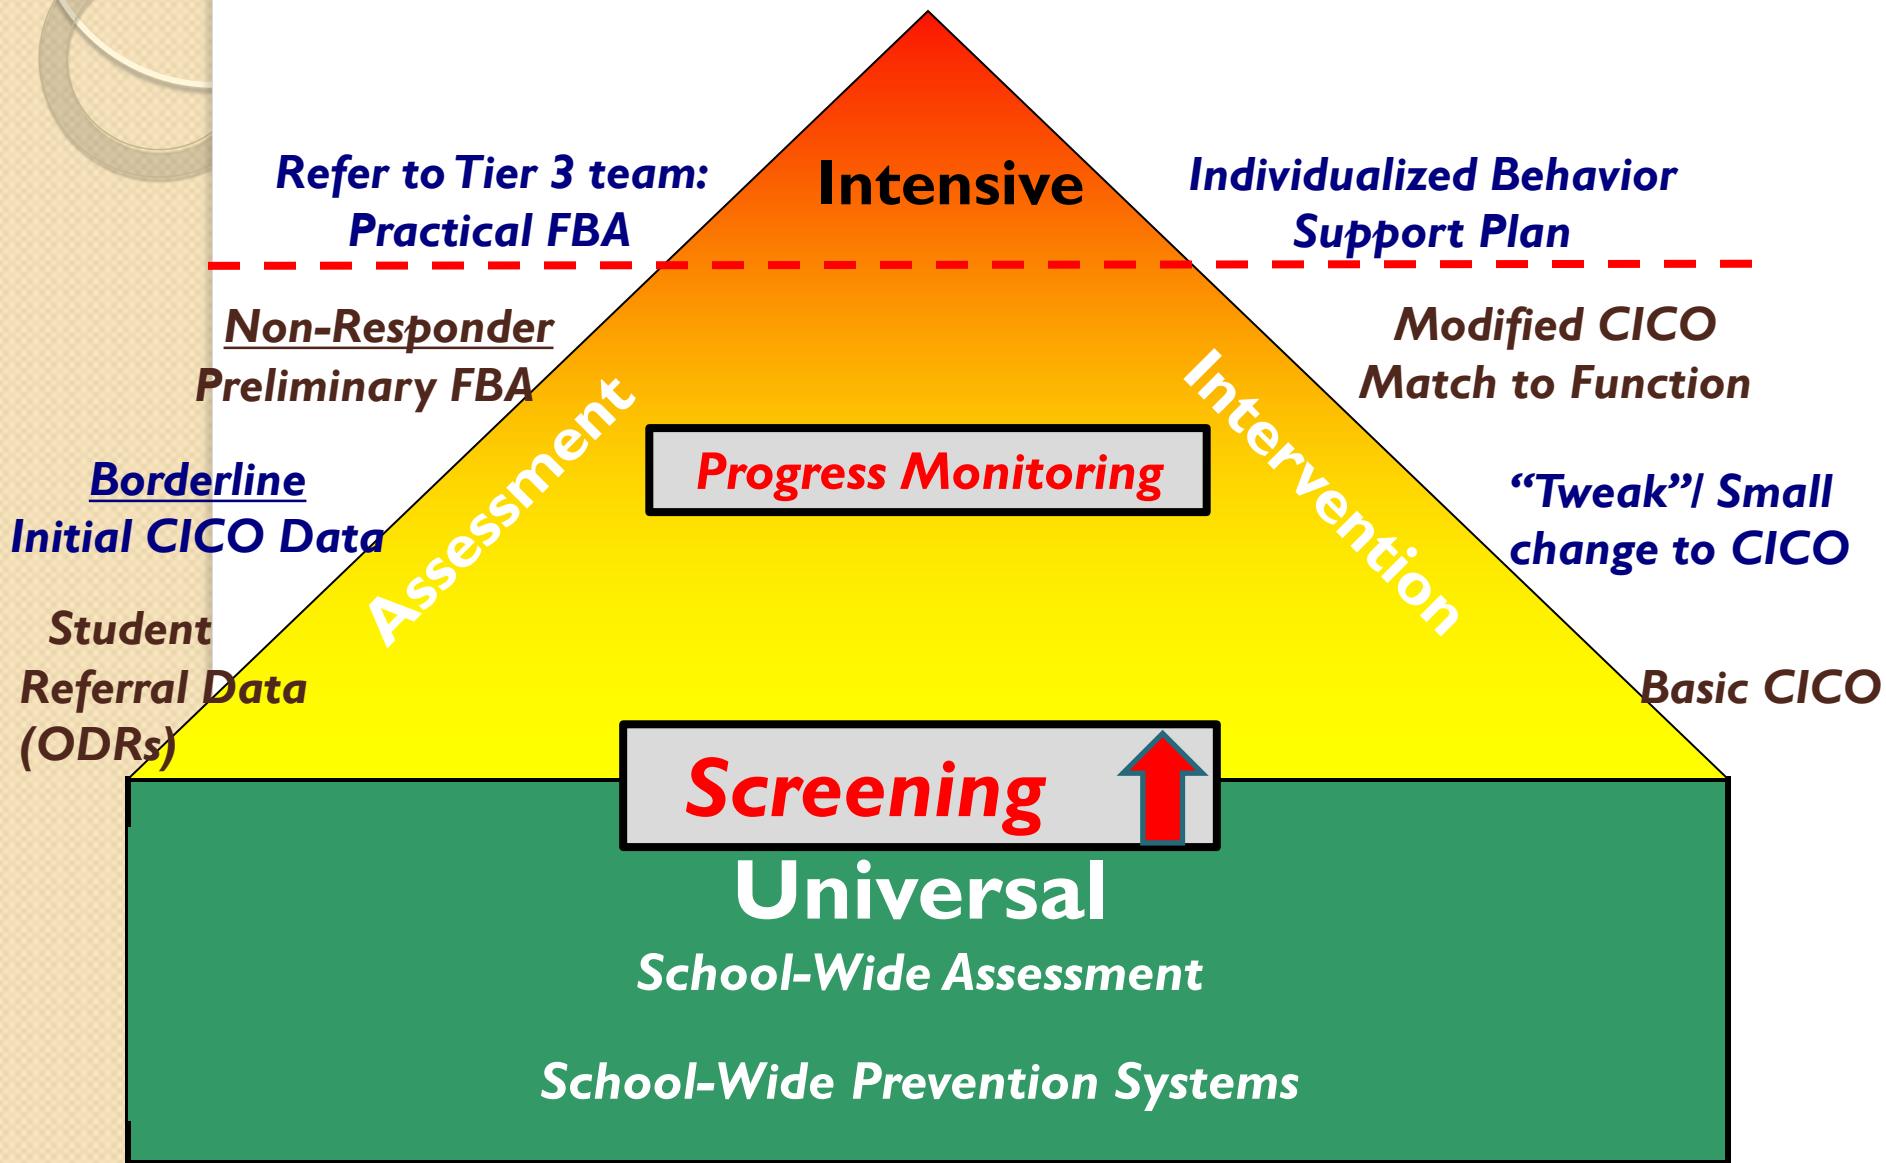 Refer to Tier 3 team:
Practical FBA
Intensive
Individualized Behavior
Support Plan
Non-Responder
Preliminary FBA
Modified CICO
Match to Function
Assessment
Intervention
Progress Monitoring
Borderline
Initial CICO Data
“Tweak”/ Small
change to CICO
Student
Referral Data
(ODRs)
Basic CICO
Screening
Universal
School-Wide Assessment
School-Wide Prevention Systems